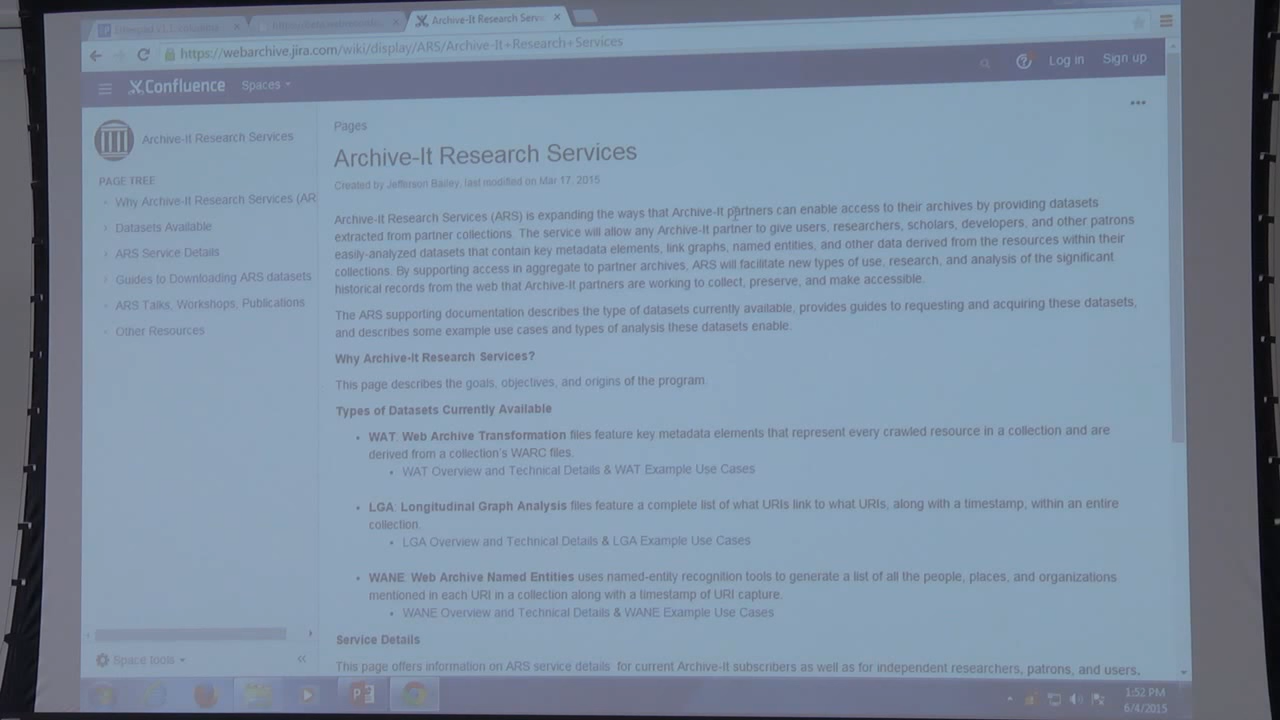 Archive-It Research Serv
https://webarchive.jira.com/wiki/display/ARS/Archive-It+Research+Services
Confluence
Spaces
Log in
Sign up
Archive-It Research Services
PAGE TREE
Why Archive-It Research Services (AR
Datasets Available
ARS Service Details
Guides to Downloading ARS datasets
ARS Talks, Workshops, Publications
Other Resources
Space tools
Pages
Archive-It Research Services
Created by Jefferson Bailey, last modified on Mar 17, 2015
Archive-It Research Services (ARS) is expanding the ways that Archive-It partners can enable access to their archives by providing datasets
extracted from partner collections. The service will allow any Archive-It partner to give users, researchers, scholars, developers, and other patrons
easily-analyzed datasets that contain key metadata elements, link graphs, named entities, and other data derived from the resources within their
collections. By supporting access in aggregate to partner archives, ARS will facilitate new types of use, research, and analysis of the significant
historical records from the web that Archive-It partners are working to collect, preserve, and make accessible.
The ARS supporting documentation describes the type of datasets currently available, provides guides to requesting and acquiring these datasets,
and describes some example use cases and types of analysis these datasets enable.
Why Archive-It Research Services?
This page describes the goals, objectives, and origins of the program.
Types of Datasets Currently Available
• WAT: Web Archive Transformation files feature key metadata elements that represent every crawled resource in a collection and are
derived from a collection's WARC files.
• WAT Overview and Technical Details & WAT Example Use Cases
• LGA: Longitudinal Graph Analysis files feature a complete list of what URIs link to what URIs, along with a timestamp, within an entire
collection.
• LGA Overview and Technical Details & LGA Example Use Cases
• WANE: Web Archive Named Entities uses named-entity recognition tools to generate a list of all the people, places, and organizations
mentioned in each URI in a collection along with a timestamp of URI capture.
• WANE Overview and Technical Details & WANE Example Use Cases
Service Details
This page offers information on ARS service details for current Archive-It subscribers as well as for independent researchers, patrons, and users,
1:52 PM
6/4/2015